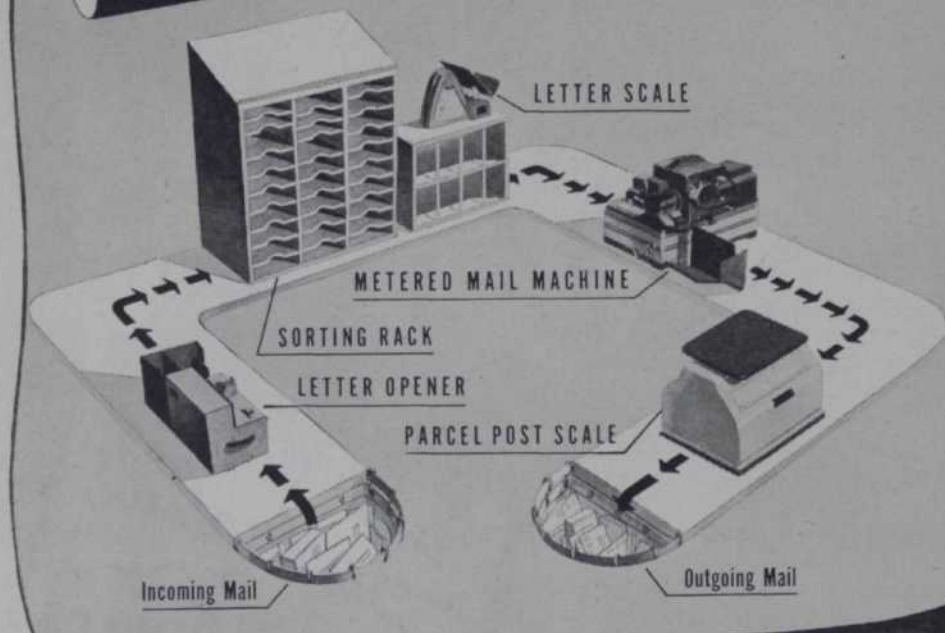 LETTER SCALE
METERED MAIL MACHINE
SORTING RACK
LETTER OPENER
PARCEL POST SCALE
Incoming Mail
Outgoing Mail